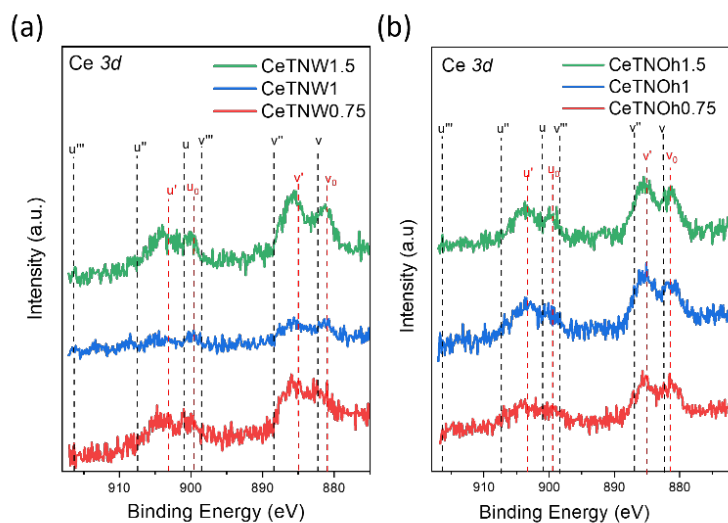 (a)
Ce 3d
CeTNW1.5
CeTNW1
CeTNW0.75
u''' u'' u v''' v'' v
u' u0 v' v0
Intensity (a.u.)
910 900 890 880
Binding Energy (eV)
(b)
Ce 3d
CeTNOh1.5
CeTNOh1
CeTNOh0.75
u''' u'' u v''' v'' v
u' u0 v' v0
Intensity (a.u)
910 900 890 880
Binding Energy (eV)